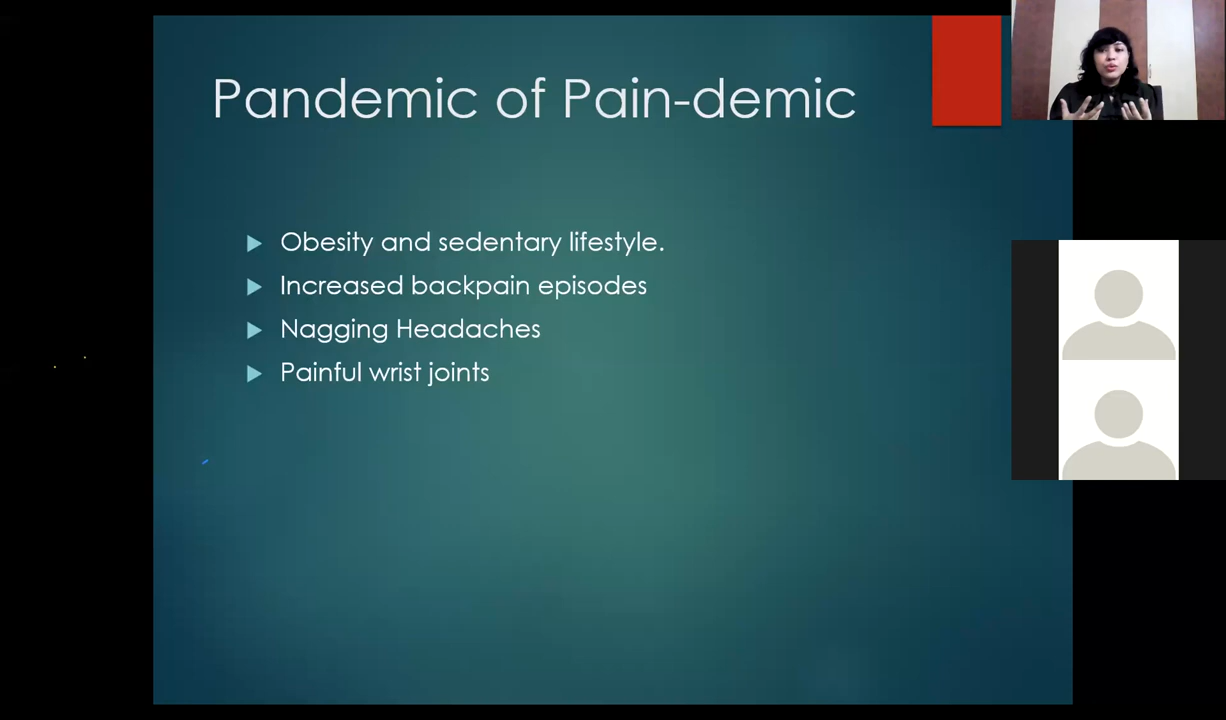 Pandemic of Pain-demic
Obesity and sedentary lifestyle.
Increased backpain episodes
Nagging Headaches
Painful wrist joints